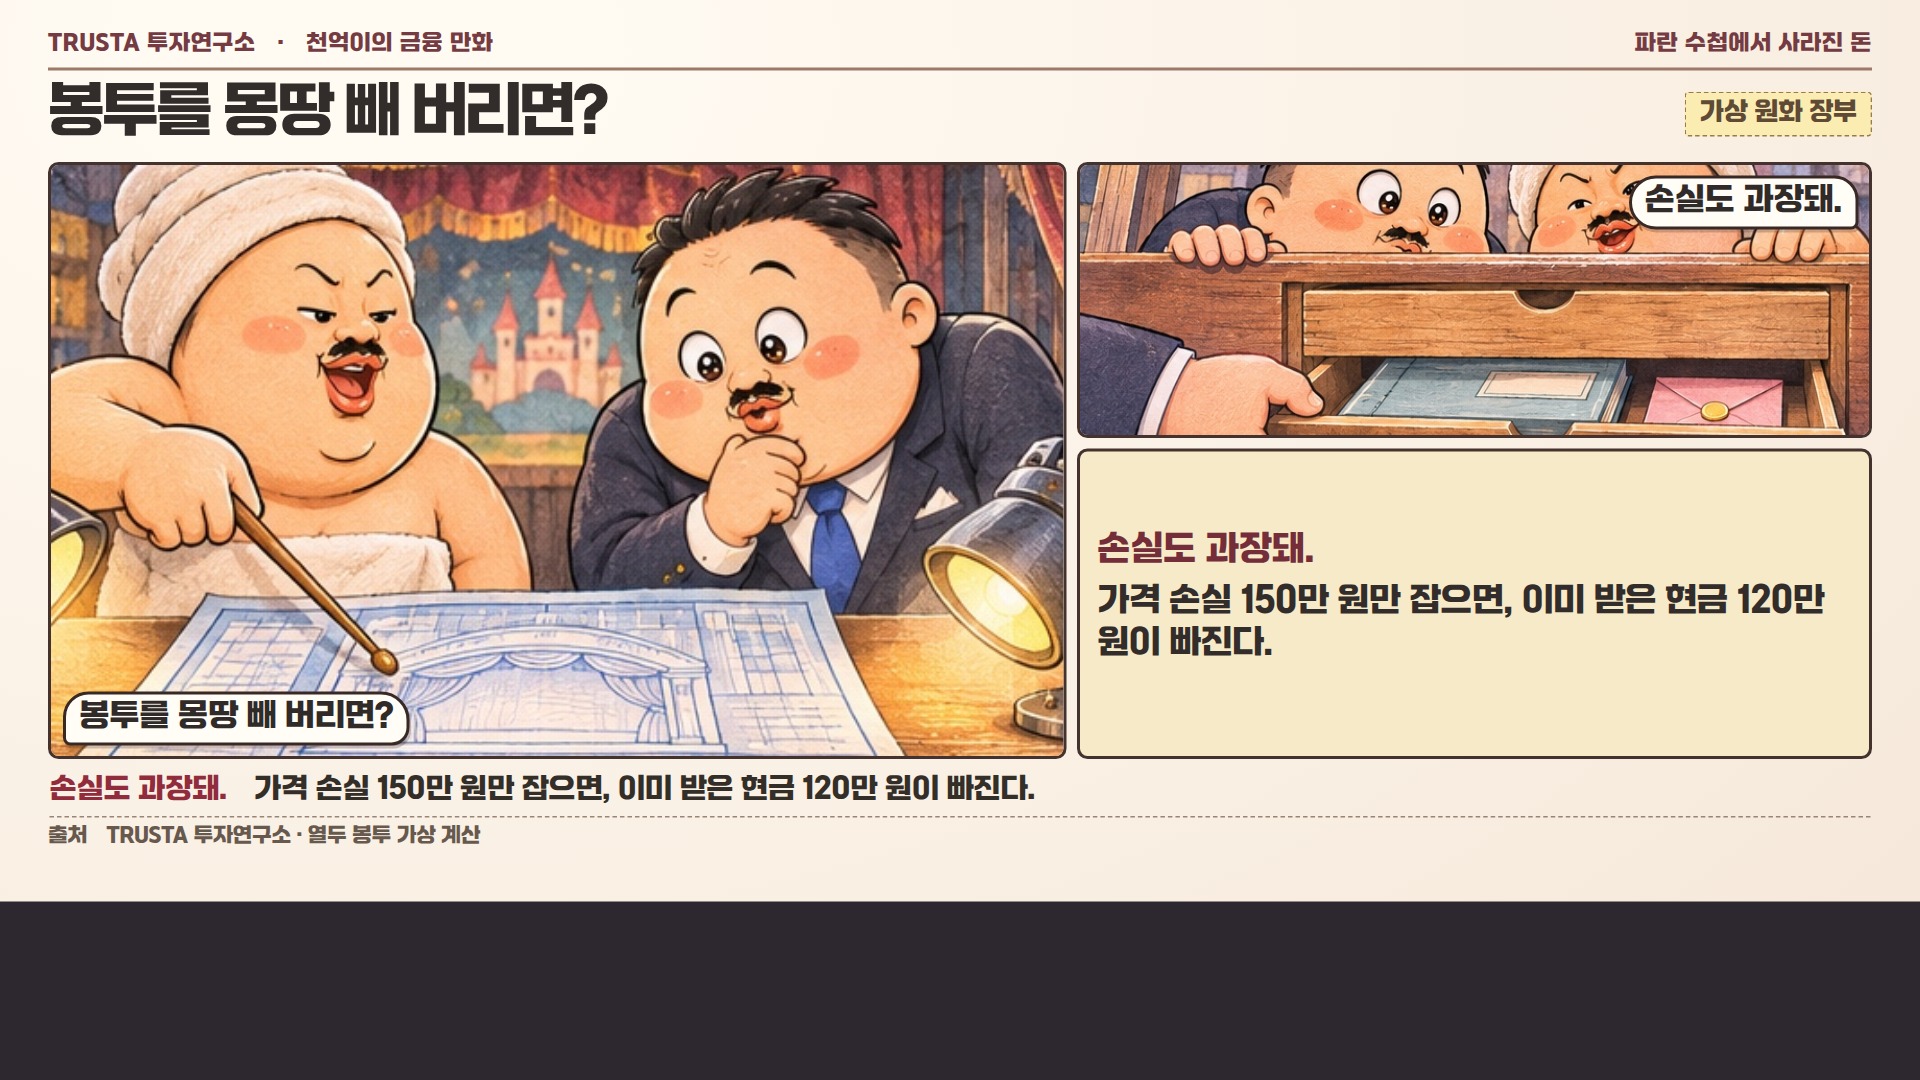 TRUSTA 투자연구소 · 천억이의 금융 만화
파란 수첩에서 사라진 돈
봉투를 몽땅 빼 버리면?
가상 원화 장부
손실도 과장돼.
봉투를 몽땅 빼 버리면?
손실도 과장돼.
가격 손실 150만 원만 잡으면, 이미 받은 현금 120만
원이 빠진다.
손실도 과장돼. 가격 손실 150만 원만 잡으면, 이미 받은 현금 120만 원이 빠진다.
출처 TRUSTA 투자연구소 · 열두 봉투 가상 계산